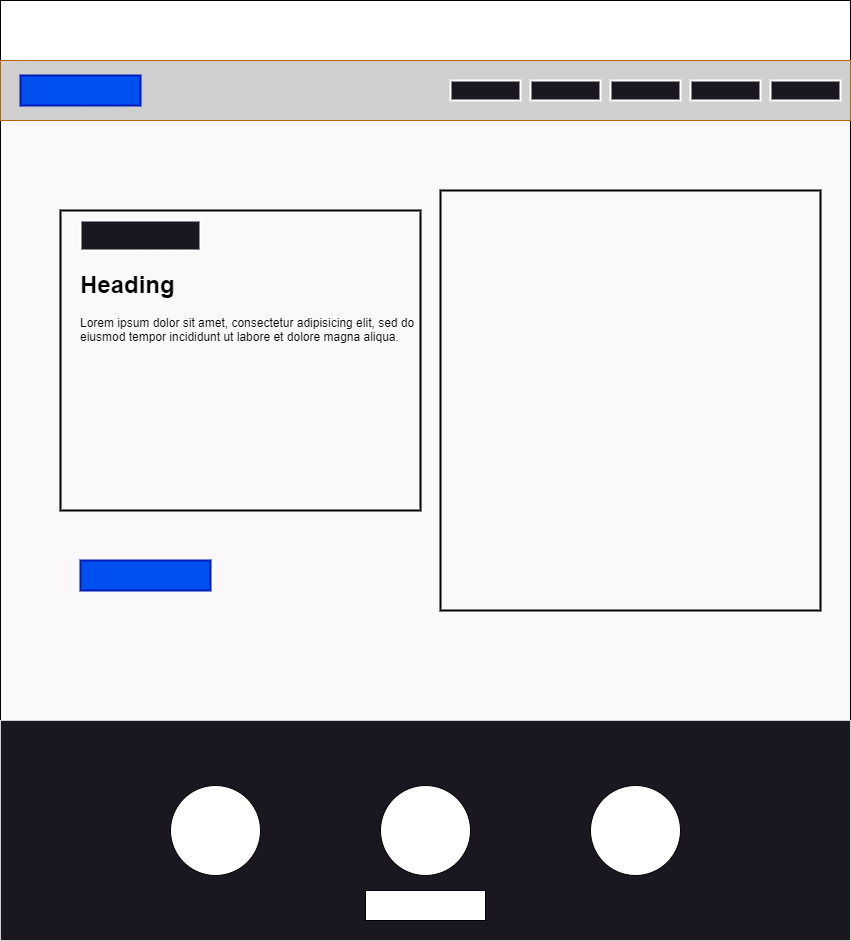 Heading
Lorem ipsum dolor sit amet, consectetur adipisicing elit, sed do
eiusmod tempor incididunt ut labore et dolore magna aliqua.